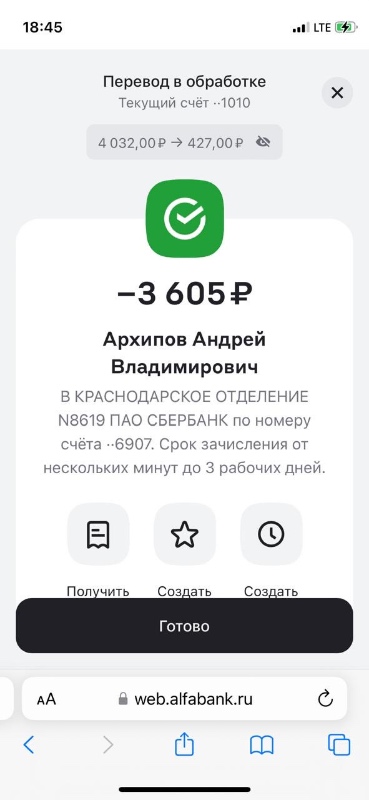 18:45
LTE
Перевод в обработке
Текущий счёт ··1010
4 032,00 ₽ → 427,00 ₽
−3 605 ₽
Архипов Андрей
Владимирович
В КРАСНОДАРСКОЕ ОТДЕЛЕНИЕ
N8619 ПАО СБЕРБАНК по номеру
счёта ··6907. Срок зачисления от
нескольких минут до 3 рабочих дней.
Получить Создать Создать
Готово
AA web.alfabank.ru